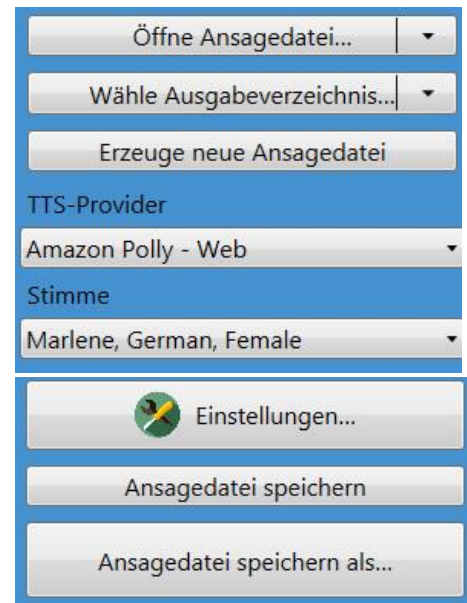 Öffne Ansagedatei...
Wähle Ausgabeverzeichnis...
Erzeuge neue Ansagedatei
TTS-Provider
Amazon Polly - Web
Stimme
Marlene, German, Female
Einstellungen...
Ansagedatei speichern
Ansagedatei speichern als...